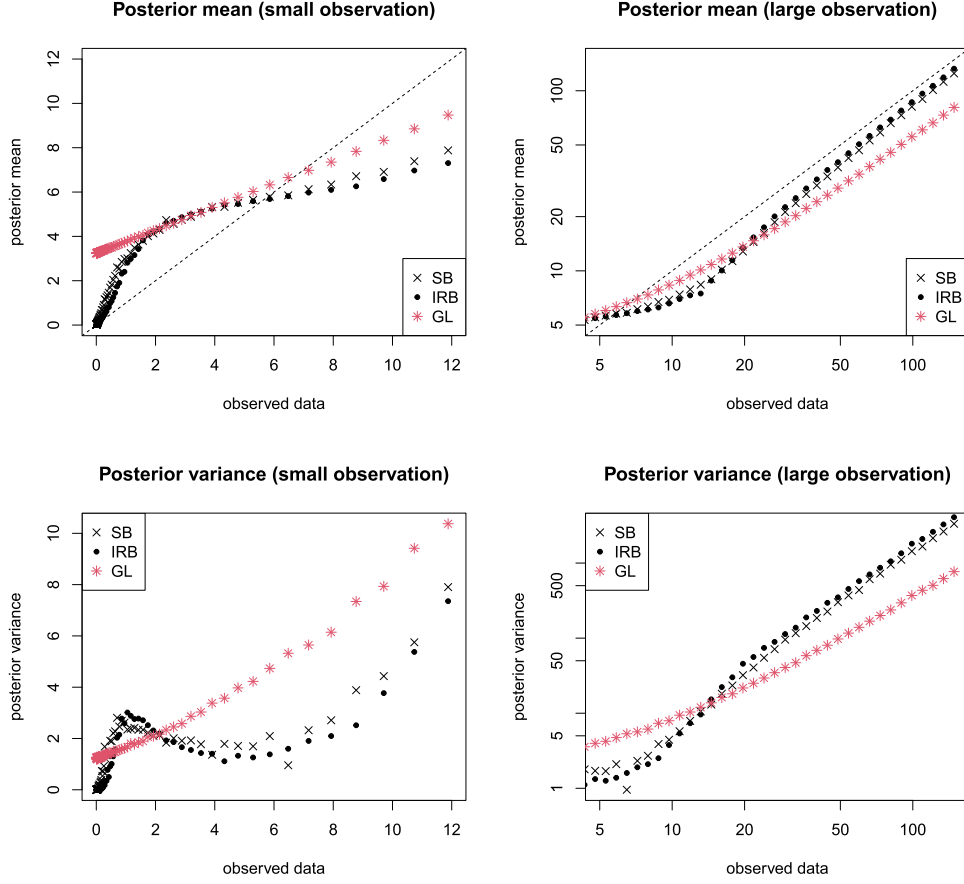 Posterior mean (small observation)
posterior mean
0 2 4 6 8 10 12
0 2 4 6 8 10 12
observed data
SB
IRB
GL
Posterior mean (large observation)
posterior mean
5 10 20 50 100
5 10 20 50 100
observed data
SB
IRB
GL
Posterior variance (small observation)
posterior variance
0 2 4 6 8 10
0 2 4 6 8 10 12
observed data
SB
IRB
GL
Posterior variance (large observation)
posterior variance
1 5 50 500
5 10 20 50 100
observed data
SB
IRB
GL